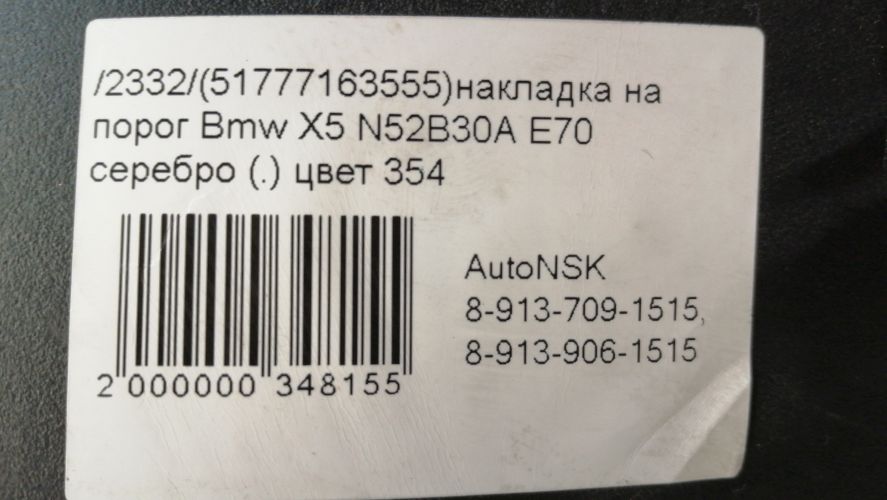 /2332/(51777163555)накладка на
порог Bmw X5 N52B30A E70
серебро (.) цвет 354
AutoNSK
8-913-709-1515,
8-913-906-1515
2 000000 348155